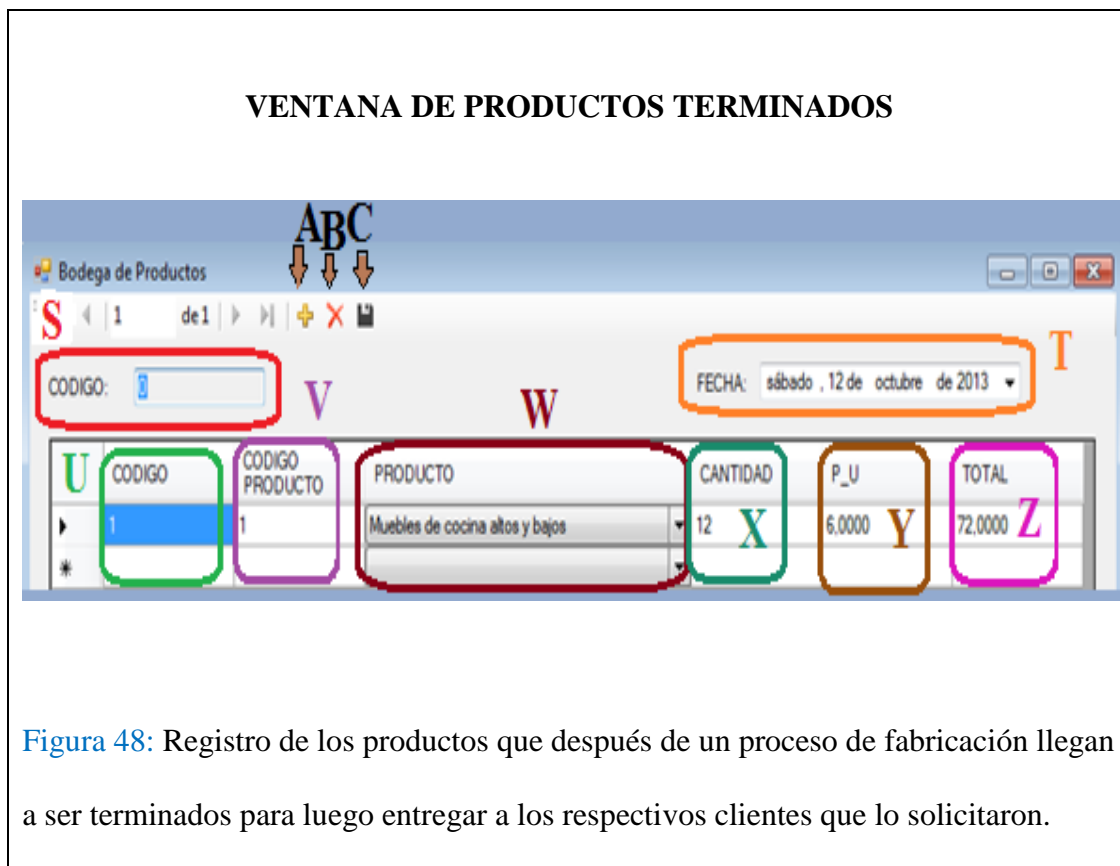 VENTANA DE PRODUCTOS TERMINADOS
ABC
Bodega de Productos
S 1 de 1
T
CODIGO: 0
V
W
FECHA: sábado , 12 de octubre de 2013
U CODIGO CODIGO PRODUCTO PRODUCTO CANTIDAD P_U TOTAL
1 1 Muebles de cocina altos y bajos 12 X 6,0000 Y 72,0000 Z
Figura 48: Registro de los productos que después de un proceso de fabricación llegan
a ser terminados para luego entregar a los respectivos clientes que lo solicitaron.